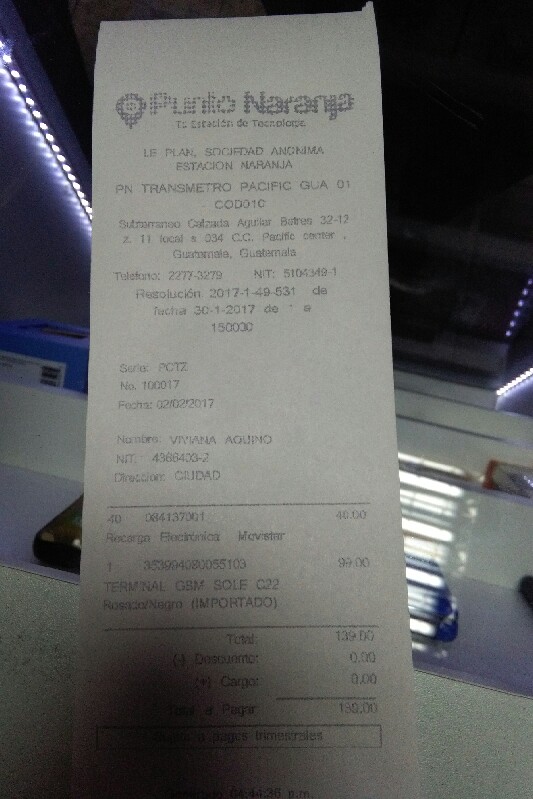 Punto Naranja
Tu Estación de Tecnología
LE PLAN, SOCIEDAD ANONIMA
ESTACION NARANJA
PN TRANSMETRO PACIFIC GUA 01
COD010
Subterraneo Calzada Aguilar Batres 32-12
z. 11 local s 034 C.C. Pacific center ,
Guatemala, Guatemala
Telefono: 2277-3279 NIT: 5104349-1
Resolución 2017-1-49-531 de
fecha 30-1-2017 de 1 a
150000
Serie: PCTZ
No. 100017
Fecha: 02/02/2017
Nombre: VIVIANA AQUINO
NIT: 4366403-2
Direccion: CIUDAD
40 084137001 40.00
Recarga Electrónica Movistar
1 353994080055103 99.00
TERMINAL GSM SOLE C22
Rosado/Negro (IMPORTADO)
Total: 139.00
(-) Descuento: 0.00
(+) Cargo: 0.00
Total a Pagar: 139.00
Sujeto a pagos trimestrales
04:44:36 p.m.